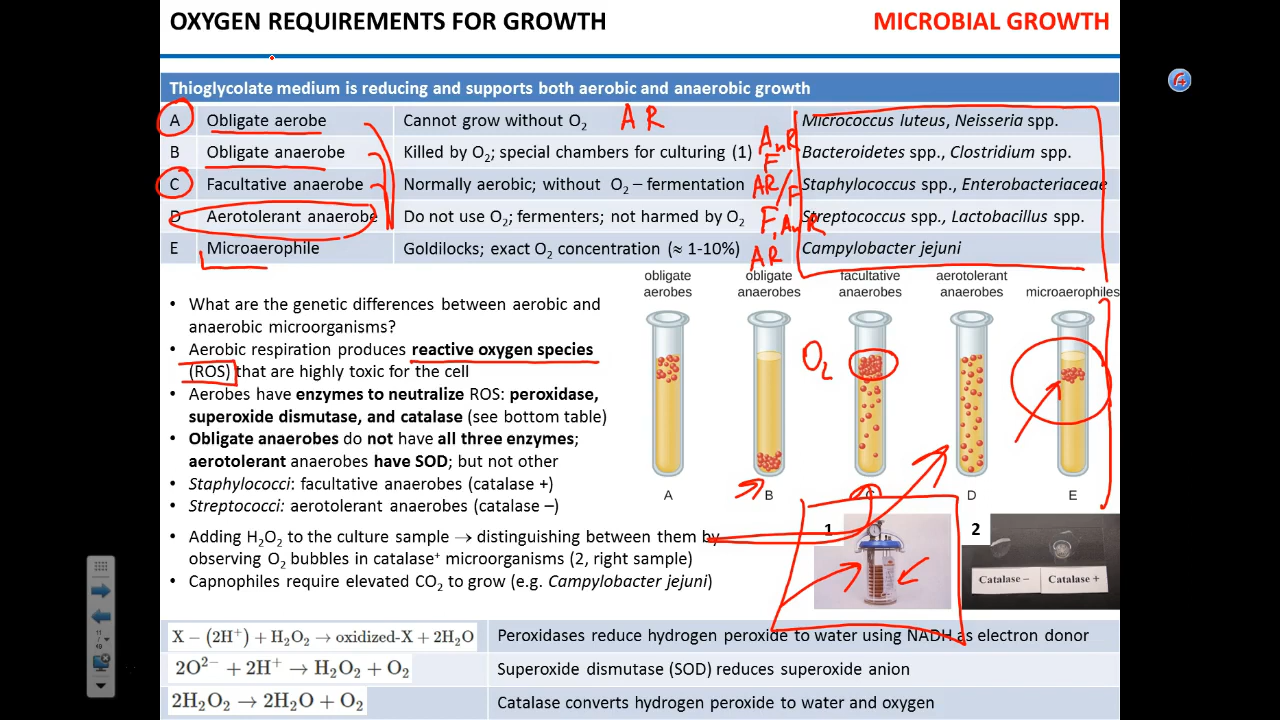 OXYGEN REQUIREMENTS FOR GROWTH MICROBIAL GROWTH
Thioglycolate medium is reducing and supports both aerobic and anaerobic growth
A Obligate aerobe Cannot grow without O₂ AR Micrococcus luteus, Neisseria spp.
B Obligate anaerobe Killed by O₂; special chambers for culturing (1) AnR F Bacteroidetes spp., Clostridium spp.
C Facultative anaerobe Normally aerobic; without O₂ – fermentation AR/F Staphylococcus spp., Enterobacteriaceae
D Aerotolerant anaerobe Do not use O₂; fermenters; not harmed by O₂ F, AnR Streptococcus spp., Lactobacillus spp.
E Microaerophile Goldilocks; exact O₂ concentration (≈ 1-10%) AR Campylobacter jejuni
obligate aerobes
obligate anaerobes
facultative anaerobes
aerotolerant anaerobes
microaerophiles
• What are the genetic differences between aerobic and
anaerobic microorganisms?
• Aerobic respiration produces reactive oxygen species
(ROS) that are highly toxic for the cell
• Aerobes have enzymes to neutralize ROS: peroxidase,
superoxide dismutase, and catalase (see bottom table)
• Obligate anaerobes do not have all three enzymes;
aerotolerant anaerobes have SOD; but not other
• Staphylococci: facultative anaerobes (catalase +)
• Streptococci: aerotolerant anaerobes (catalase –)
• Adding H₂O₂ to the culture sample → distinguishing between them by
observing O₂ bubbles in catalase⁺ microorganisms (2, right sample)
• Capnophiles require elevated CO₂ to grow (e.g. Campylobacter jejuni)
O₂
A B C D E
1
2
Catalase – Catalase +
X − (2H⁺) + H₂O₂ → oxidized-X + 2H₂O Peroxidases reduce hydrogen peroxide to water using NADH as electron donor
2O²⁻ + 2H⁺ → H₂O₂ + O₂ Superoxide dismutase (SOD) reduces superoxide anion
2H₂O₂ → 2H₂O + O₂ Catalase converts hydrogen peroxide to water and oxygen